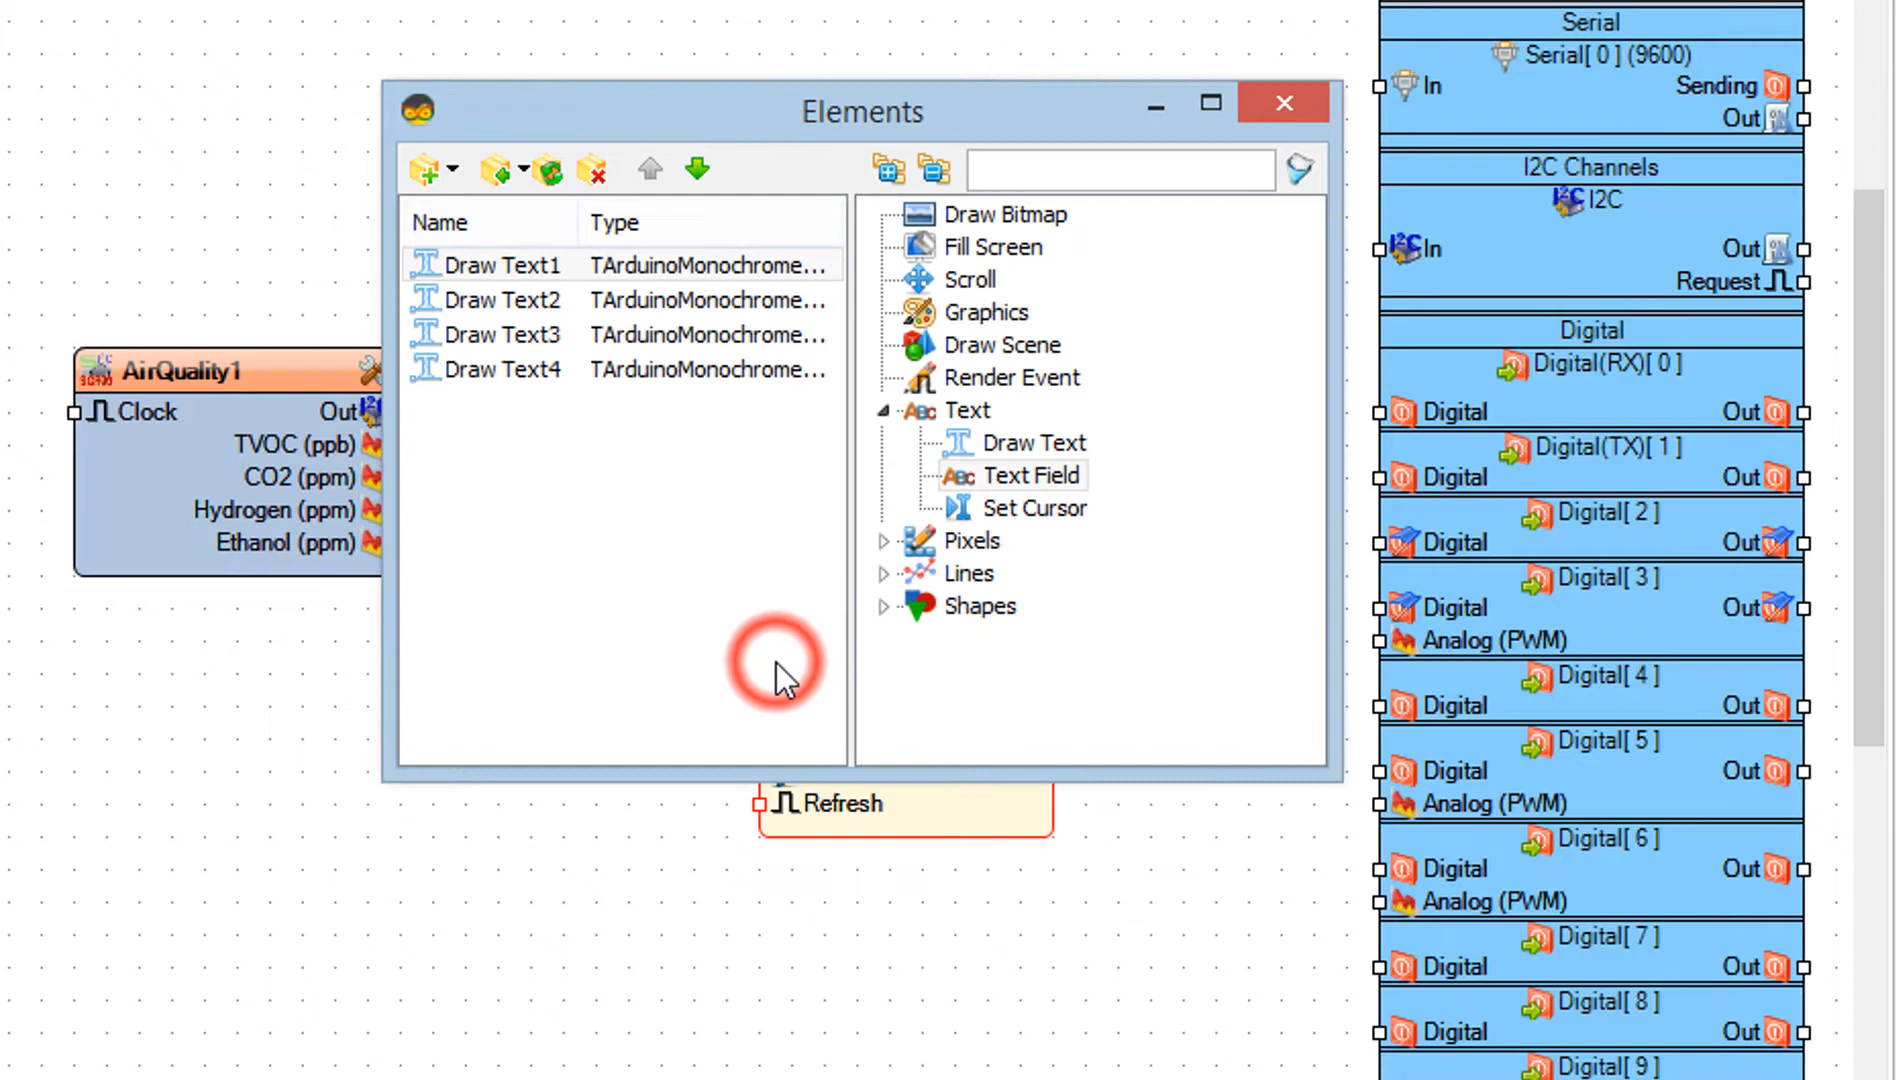 Elements
Name Type
Draw Text1 TArduinoMonochrome...
Draw Text2 TArduinoMonochrome...
Draw Text3 TArduinoMonochrome...
Draw Text4 TArduinoMonochrome...
Draw Bitmap
Fill Screen
Scroll
Graphics
Draw Scene
Render Event
Text
Draw Text
Text Field
Set Cursor
Pixels
Lines
Shapes
AirQuality1
Clock Out
TVOC (ppb)
CO2 (ppm)
Hydrogen (ppm)
Ethanol (ppm)
Refresh
Serial
Serial[ 0 ] (9600)
In Sending
Out
I2C Channels
I2C
In Out
Request
Digital
Digital(RX)[ 0 ]
Digital Out
Digital(TX)[ 1 ]
Digital Out
Digital[ 2 ]
Digital Out
Digital[ 3 ]
Digital Out
Analog (PWM)
Digital[ 4 ]
Digital Out
Digital[ 5 ]
Digital Out
Analog (PWM)
Digital[ 6 ]
Digital Out
Analog (PWM)
Digital[ 7 ]
Digital Out
Digital[ 8 ]
Digital Out
Digital[ 9 ]